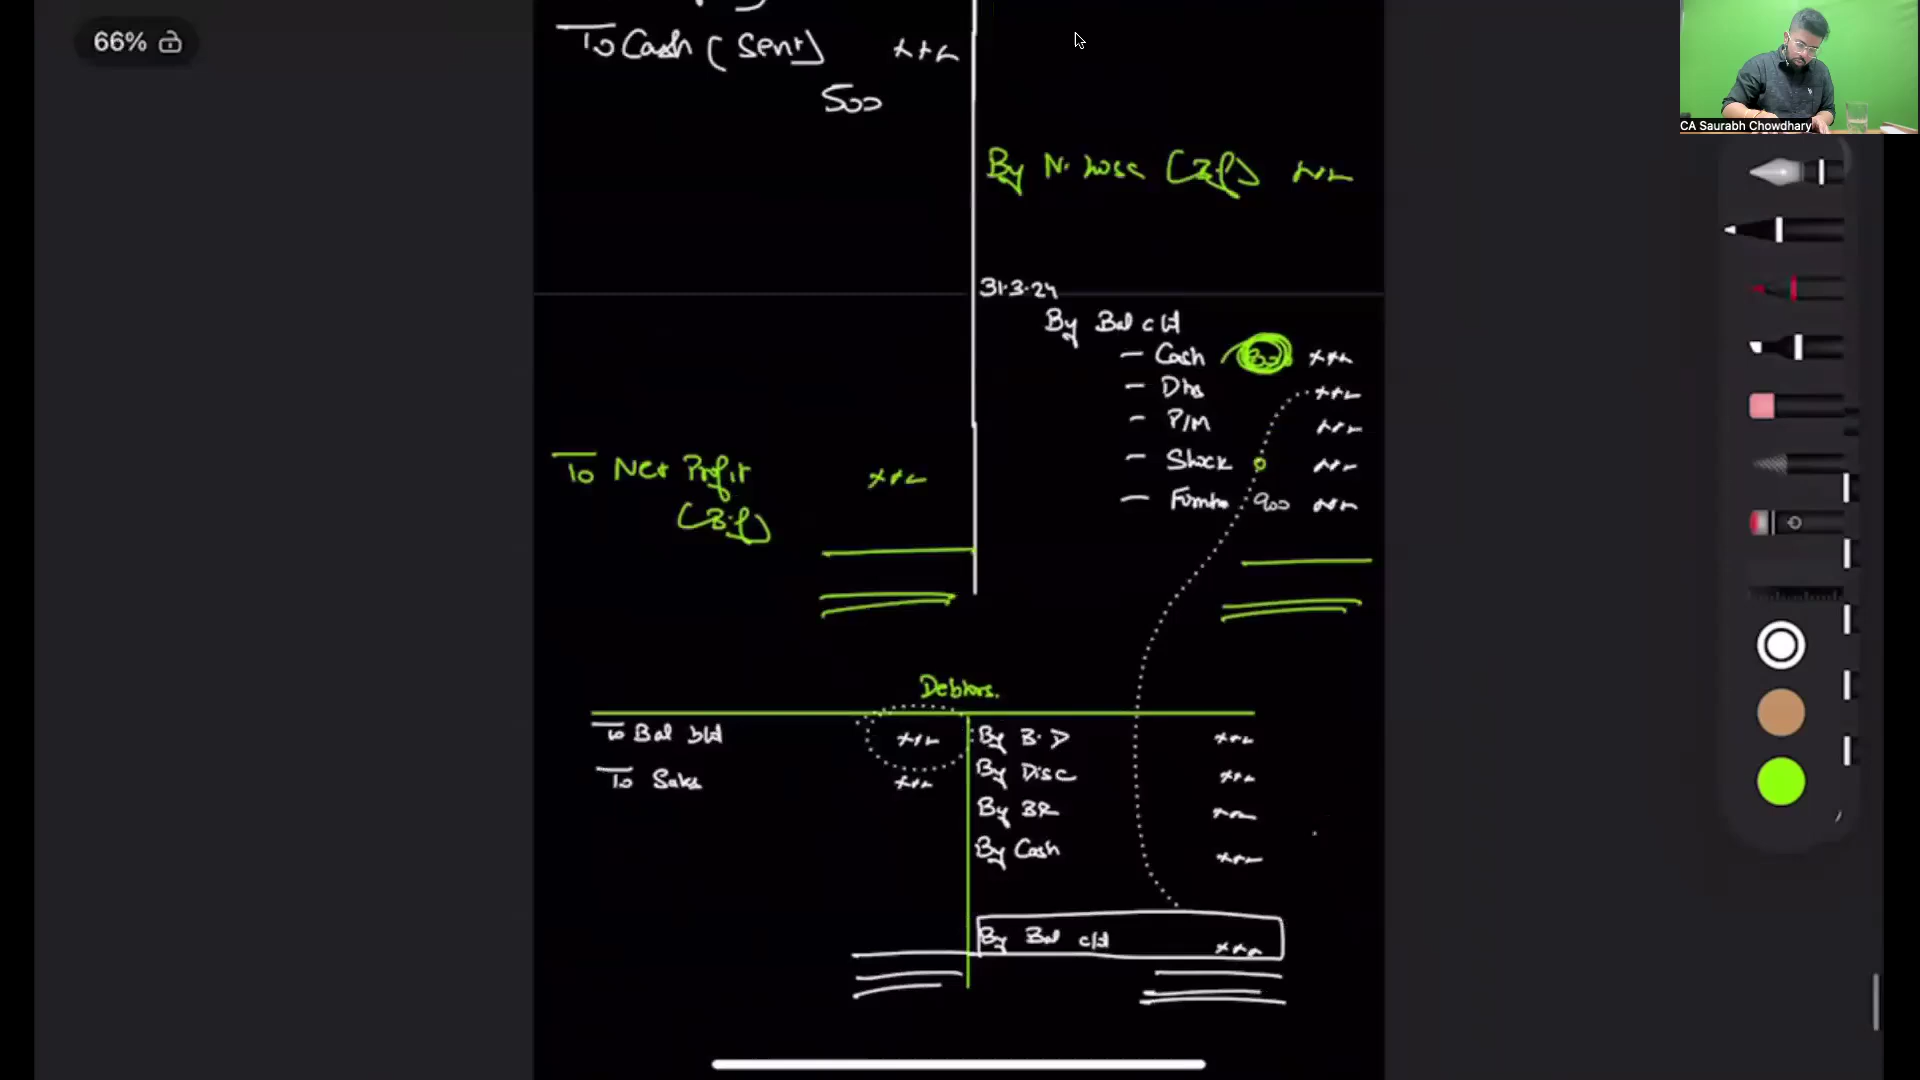 66%
To Cash (Sent) xxx
500
By N. Loss (B.f)  xxx
31.3.24
By Bal c/d
– Cash xxx
– Drs xxx
– P/M xxx
– Stock xxx
– Furnitu 900 xxx
To Net Profit xxx
(B.f)
Debtors.
To Bal b/d xxx
To Sales xxx
By B.D xxx
By Disc xxx
By BR xxx
By Cash xxx
By Bal c/d xxx
CA Saurabh Chowdhary